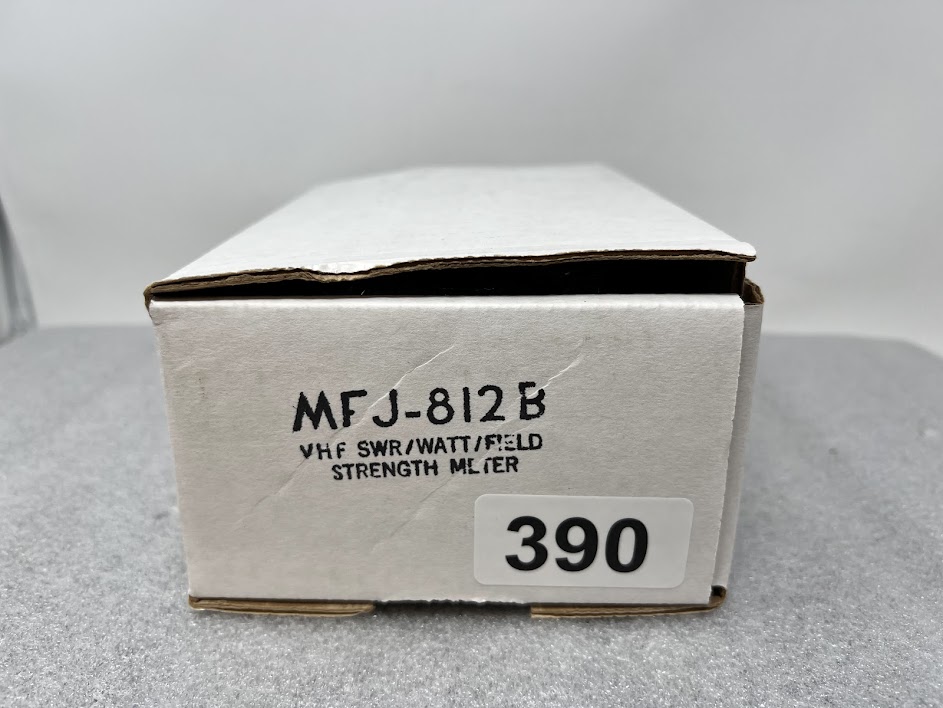 MFJ-812B
VHF SWR/WATT/FIELD
STRENGTH METER
390